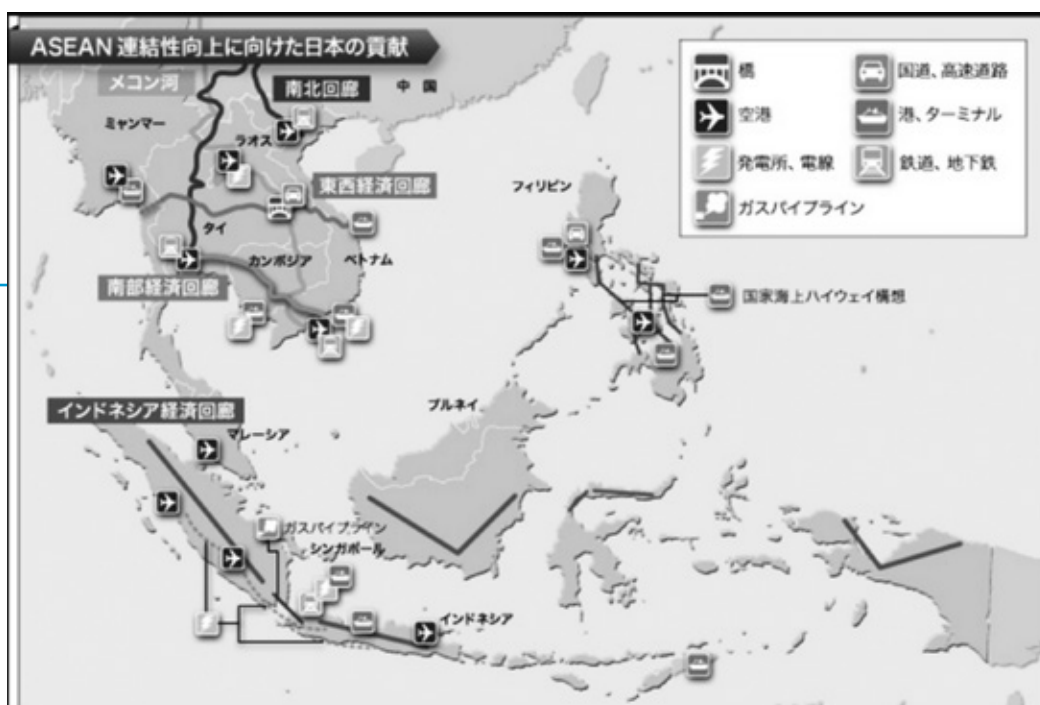 ASEAN 連結性向上に向けた日本の貢献
橋
国道、高速道路
空港
港、ターミナル
発電所、電線
鉄道、地下鉄
ガスパイプライン
メコン河
南北回廊
中国
ミャンマー
ラオス
東西経済回廊
フィリピン
タイ
カンボジア
ベトナム
南部経済回廊
国家海上ハイウェイ構想
ブルネイ
インドネシア経済回廊
マレーシア
ガスパイプライン
シンガポール
インドネシア